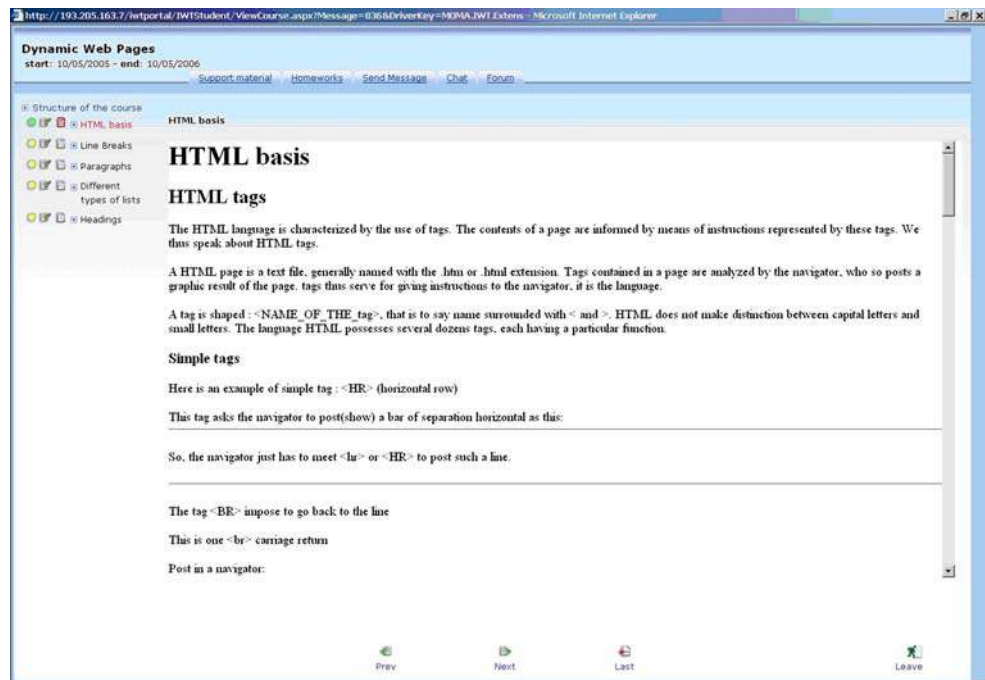 http://193.205.163.7/iwtportal/IWTStudent/ViewCourse.aspx?Message=836&DriverKey=MOMA.IWT.Extens - Microsoft Internet Explorer
Dynamic Web Pages
start: 10/05/2005 - end: 10/05/2006
Support material Homeworks Send Message Chat Forum
Structure of the course
HTML basis
Line Breaks
Paragraphs
Different
types of lists
Headings
HTML basis
HTML basis
HTML tags
The HTML language is characterized by the use of tags. The contents of a page are informed by means of instructions represented by these tags. We
thus speak about HTML tags.
A HTML page is a text file, generally named with the .htm or .html extension. Tags contained in a page are analyzed by the navigator, who so posts a
graphic result of the page. tags thus serve for giving instructions to the navigator, it is the language.
A tag is shaped : <NAME_OF_THE_tag>, that is to say name surrounded with < and >. HTML does not make distinction between capital letters and
small letters. The language HTML possesses several dozens tags, each having a particular function.
Simple tags
Here is an example of simple tag : <HR> (horizontal row)
This tag asks the navigator to post(show) a bar of separation horizontal as this:
So, the navigator just has to meet <hr> or <HR> to post such a line.
The tag <BR> impose to go back to the line
This is one <br> carriage return
Post in a navigator:
Prev Next Last Leave